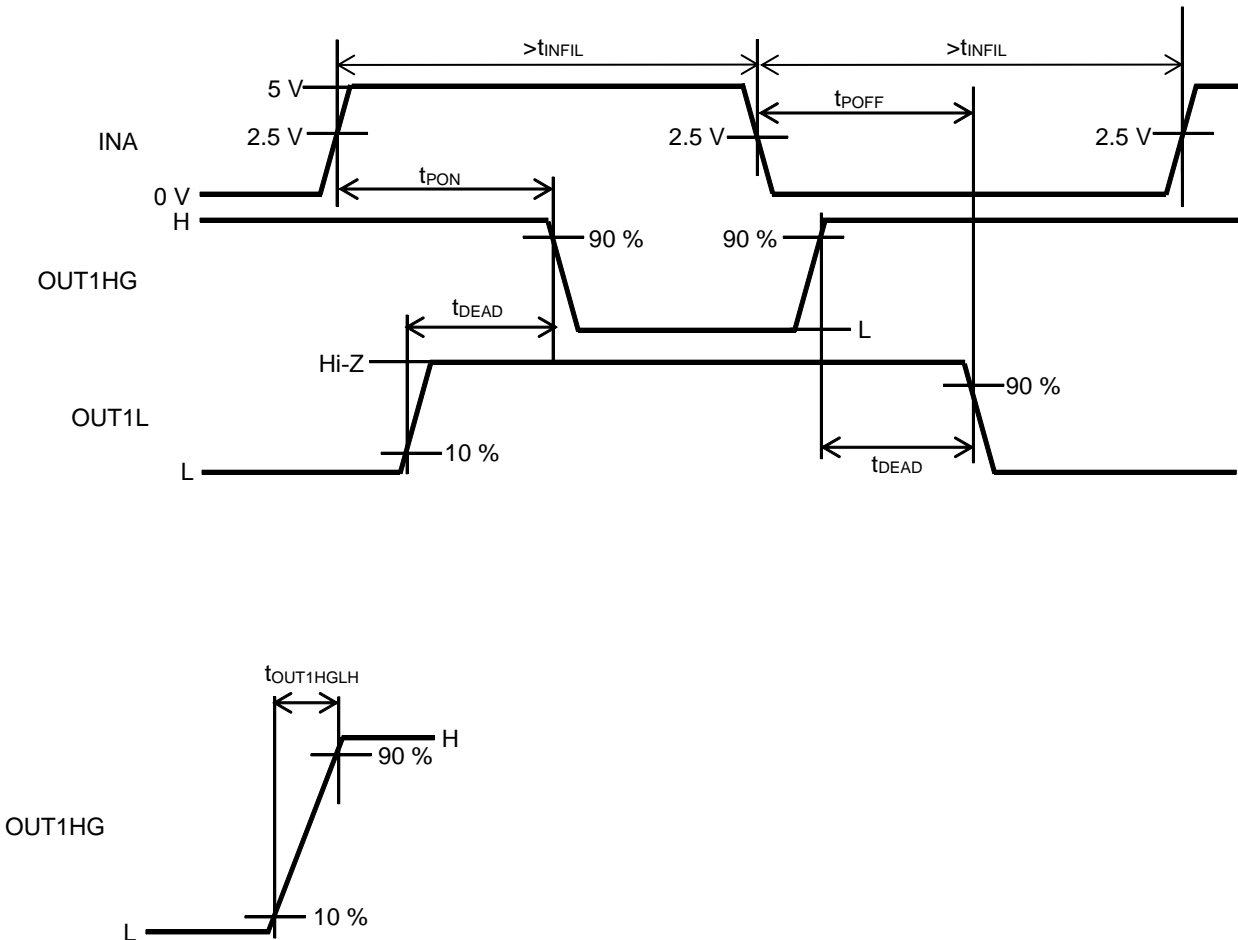 >tINFIL
>tINFIL
5 V
tPOFF
INA
2.5 V
2.5 V
2.5 V
tPON
0 V
H
90 %
90 %
OUT1HG
tDEAD
L
Hi-Z
90 %
OUT1L
10 %
tDEAD
L
tOUT1HGLH
H
90 %
OUT1HG
10 %
L